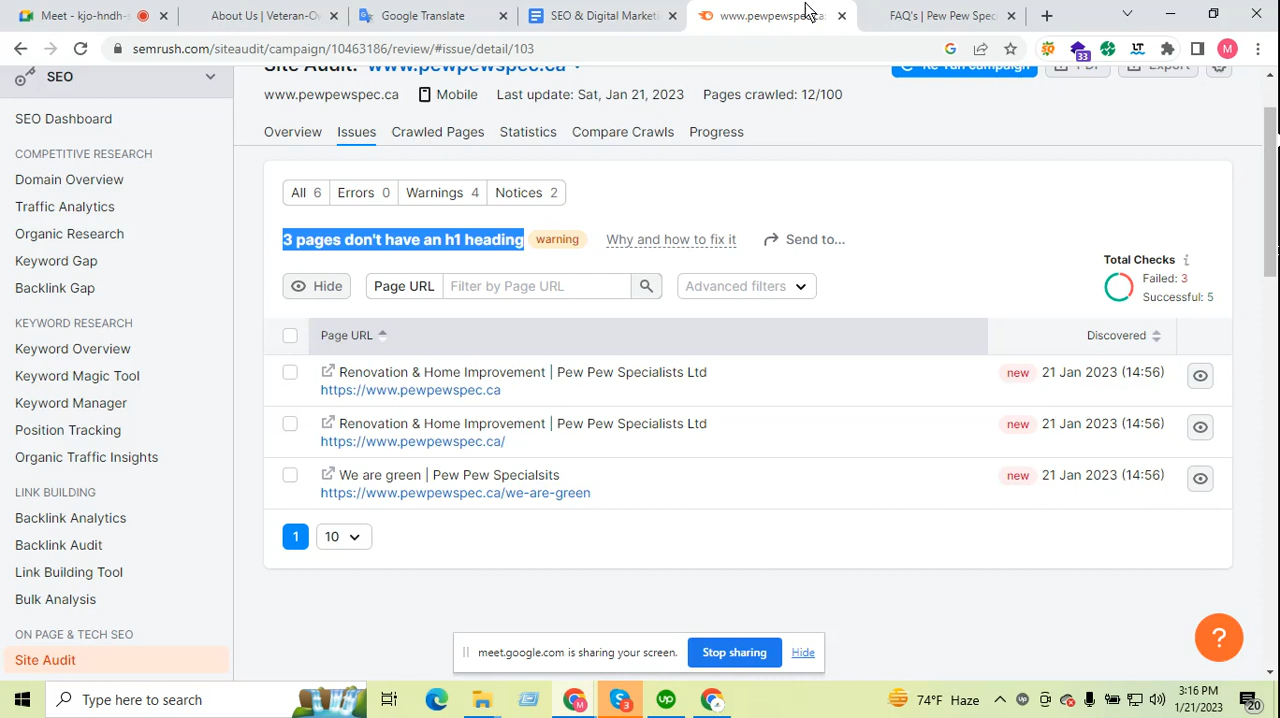 Meet - kjo-hndh-s
About Us | Veteran-Ov
Google Translate
SEO & Digital Marketi
www.pewpewspec.ca
FAQ's | Pew Pew Spec
semrush.com/siteaudit/campaign/10463186/review/#issue/detail/103
33
LT
M
SEO
SEO Dashboard
COMPETITIVE RESEARCH
Domain Overview
Traffic Analytics
Organic Research
Keyword Gap
Backlink Gap
KEYWORD RESEARCH
Keyword Overview
Keyword Magic Tool
Keyword Manager
Position Tracking
Organic Traffic Insights
LINK BUILDING
Backlink Analytics
Backlink Audit
Link Building Tool
Bulk Analysis
ON PAGE & TECH SEO
Site Audit
Site Audit: www.pewpewspec.ca
Re-run campaign
PDF
Export
www.pewpewspec.ca Mobile Last update: Sat, Jan 21, 2023 Pages crawled: 12/100
Overview Issues Crawled Pages Statistics Compare Crawls Progress
All 6 Errors 0 Warnings 4 Notices 2
3 pages don't have an h1 heading warning Why and how to fix it Send to...
Total Checks i
Failed: 3
Successful: 5
Hide Page URL Filter by Page URL Advanced filters
Page URL Discovered
Renovation & Home Improvement | Pew Pew Specialists Ltd new 21 Jan 2023 (14:56)
https://www.pewpewspec.ca
Renovation & Home Improvement | Pew Pew Specialists Ltd new 21 Jan 2023 (14:56)
https://www.pewpewspec.ca/
We are green | Pew Pew Specialsits new 21 Jan 2023 (14:56)
https://www.pewpewspec.ca/we-are-green
1 10
?
meet.google.com is sharing your screen. Stop sharing Hide
Type here to search
M
S 3
up
74°F Haze
3:16 PM
1/21/2023
20